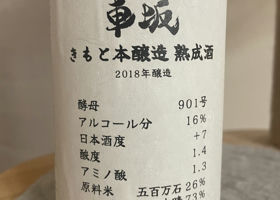 車坂
きもと本醸造 熟成酒
2018年醸造
酵母 901号
アルコール分 16%
日本酒度 +7
酸度 1.4
アミノ酸 1.3
原料米 五百万石 26%
73%